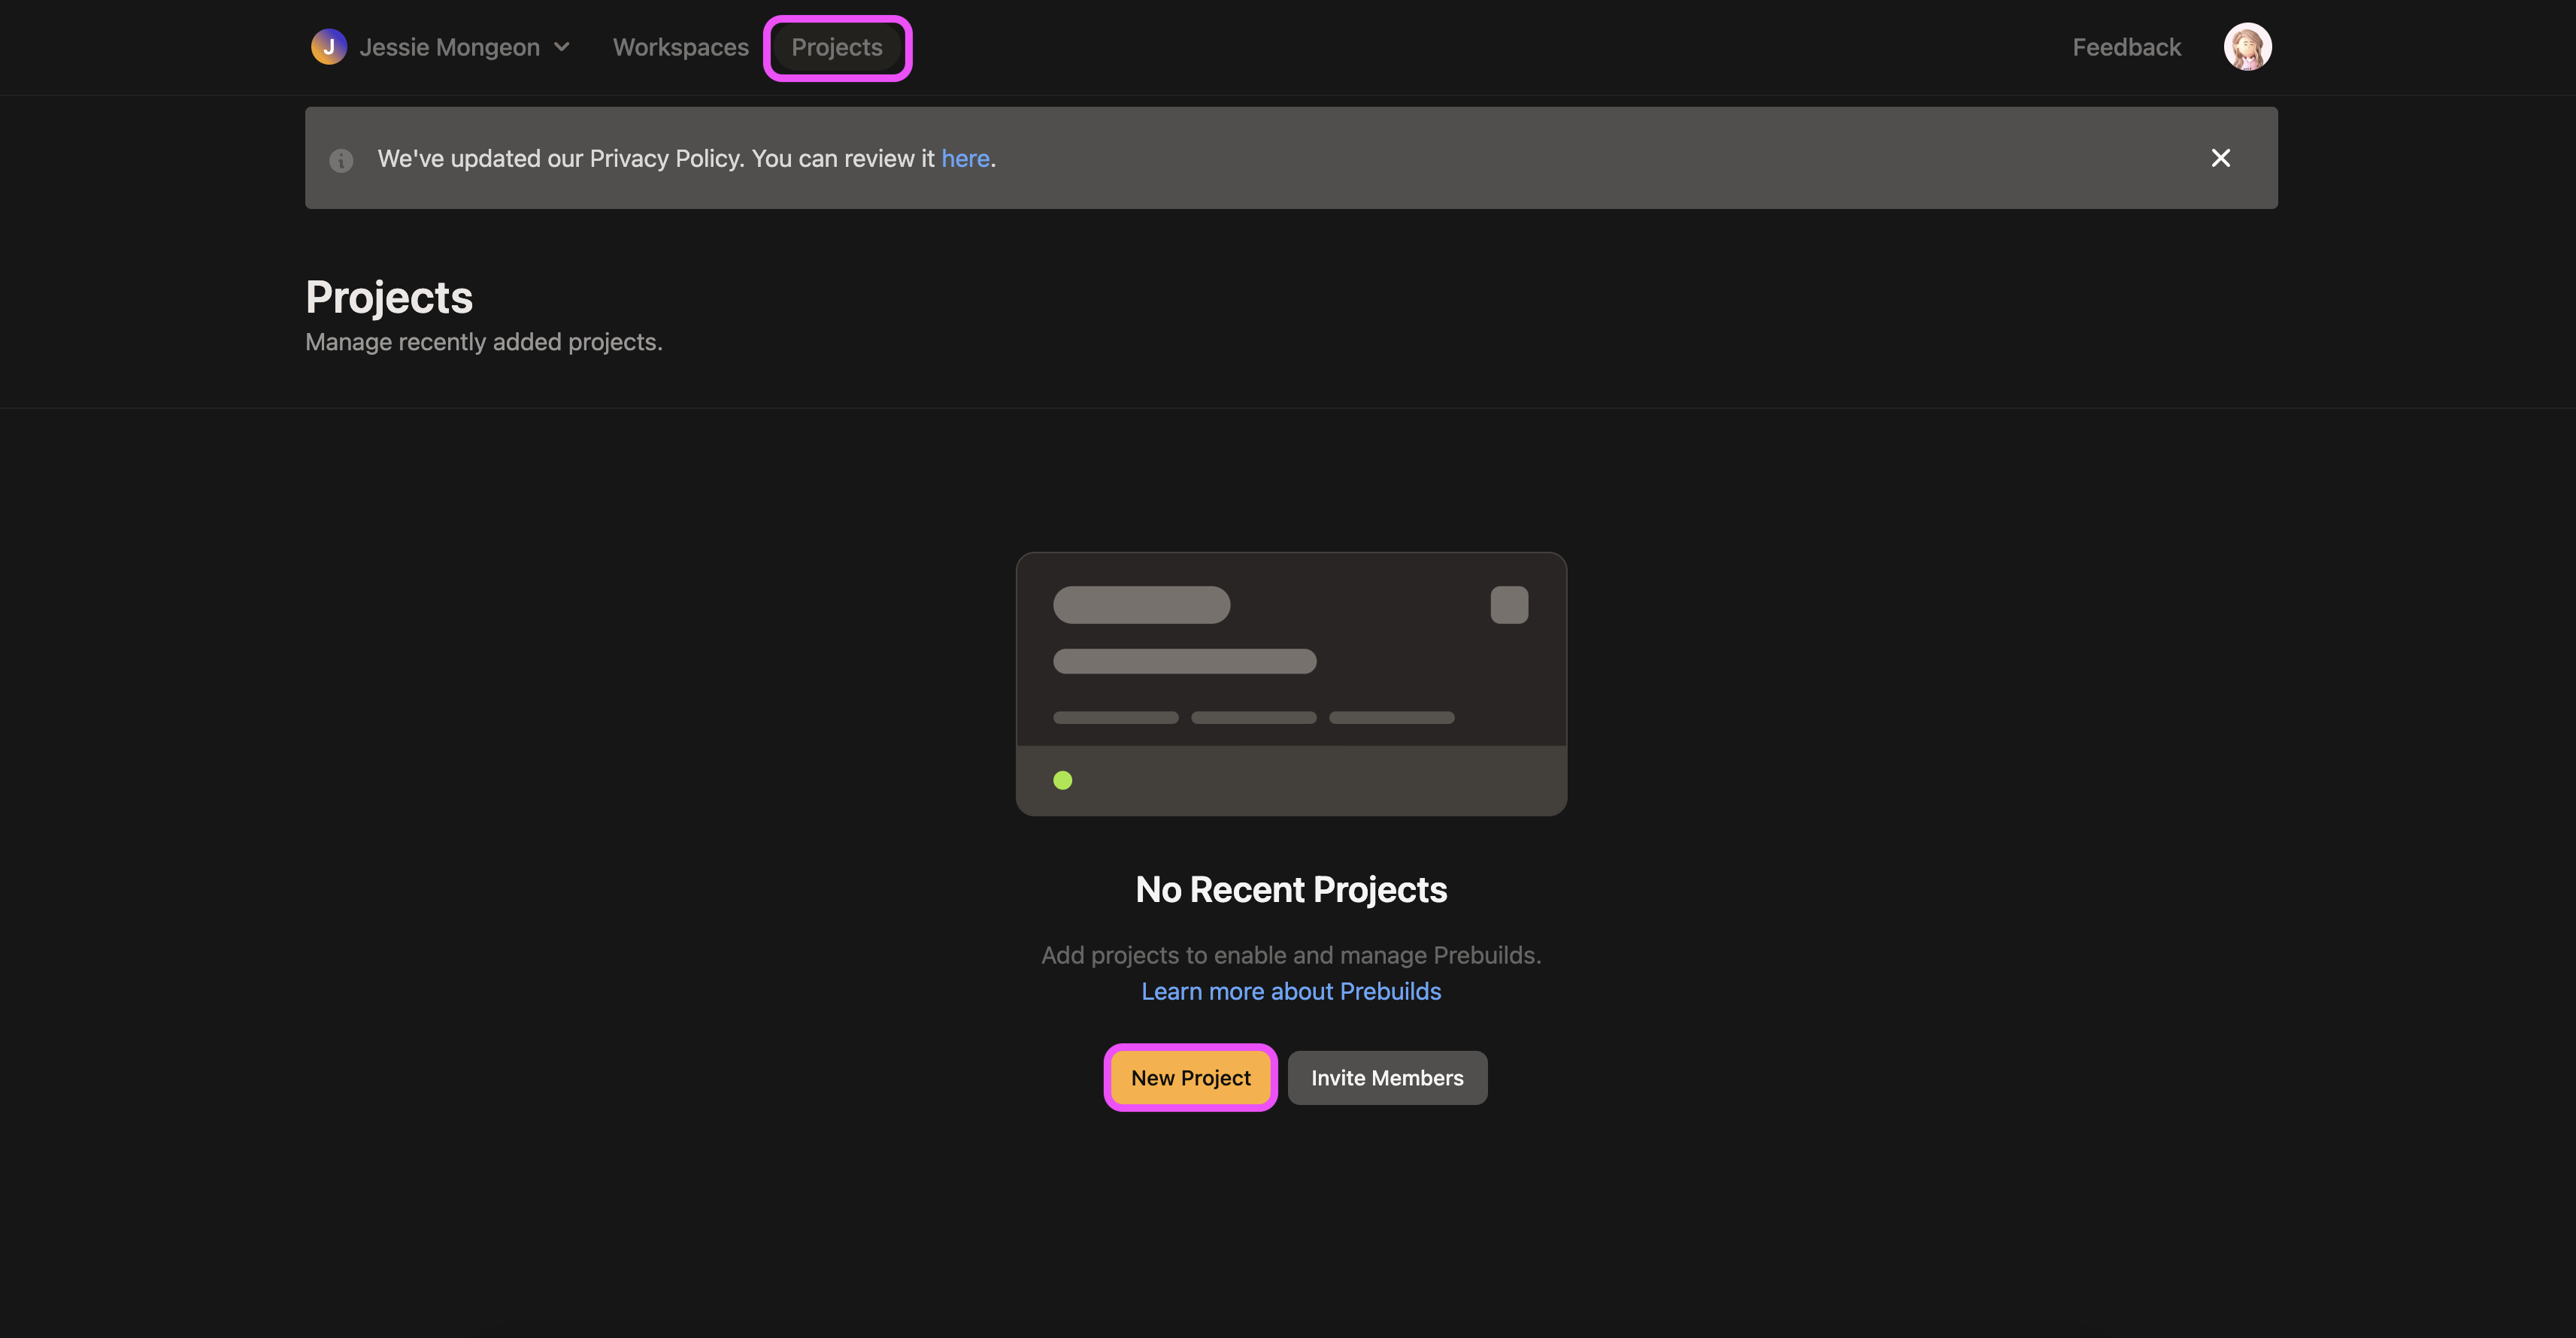 J Jessie Mongeon Workspaces Projects Feedback
We've updated our Privacy Policy. You can review it here.
Projects
Manage recently added projects.
No Recent Projects
Add projects to enable and manage Prebuilds.
Learn more about Prebuilds
New Project Invite Members